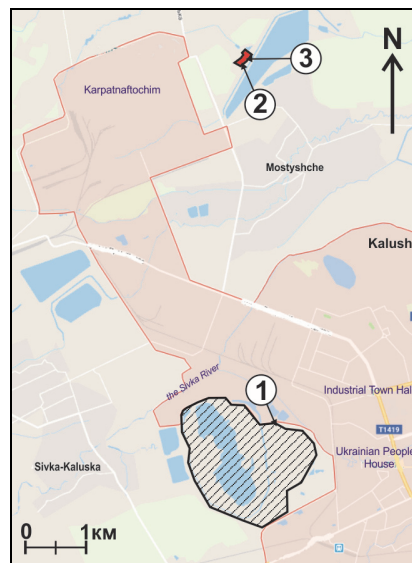 N
3
2
Karpatnaftochim
Mostyshche
Kalush
the Sivka River
1
Industrial Town Hal
T1419
Ukrainian People
House
Sivka-Kaluska
0 1км